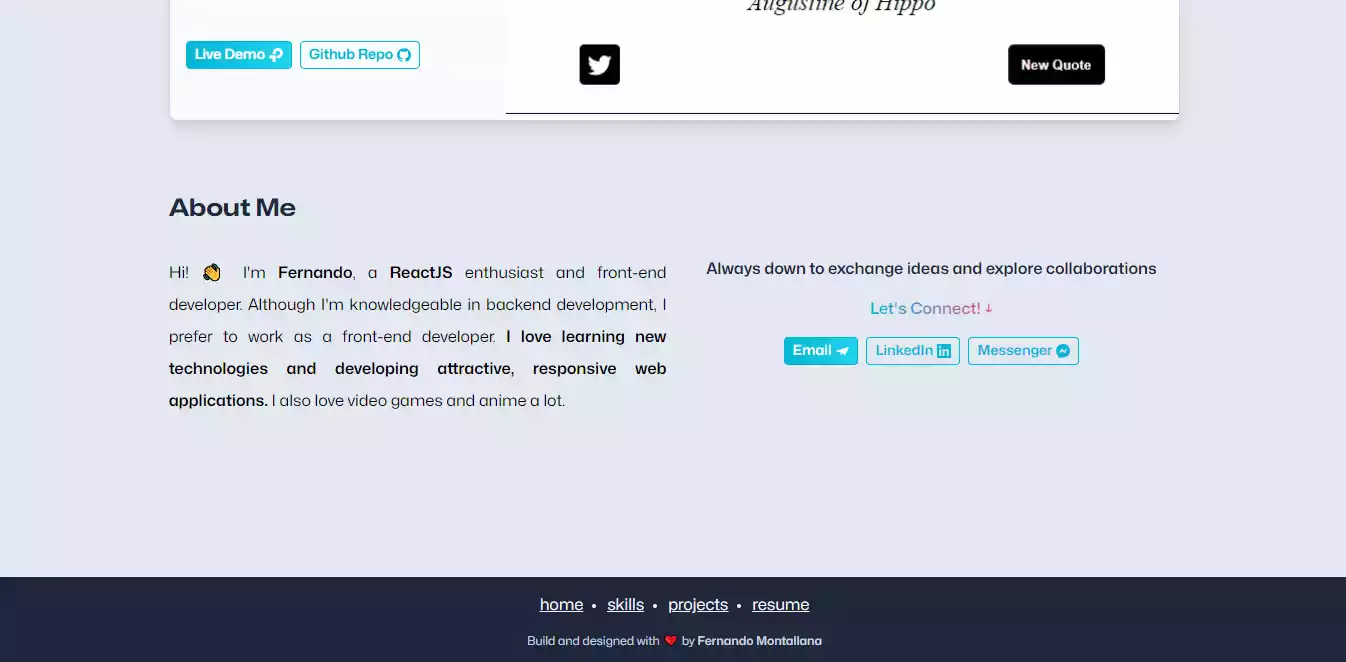 Augustine of Hippo
Live Demo
Github Repo
New Quote
About Me
Hi! 👏 I'm Fernando, a ReactJS enthusiast and front-end
developer. Although I'm knowledgeable in backend development, I
prefer to work as a front-end developer. I love learning new
technologies and developing attractive, responsive web
applications. I also love video games and anime a lot.
Always down to exchange ideas and explore collaborations
Let's Connect! ↓
Email
LinkedIn
Messenger
home • skills • projects • resume
Build and designed with ❤️ by Fernando Montallana